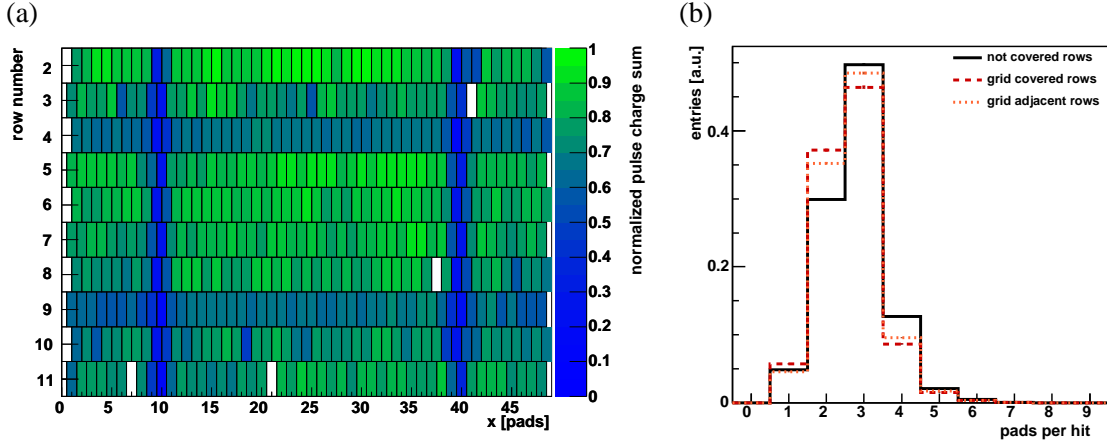 (a)
row number
2
3
4
5
6
7
8
9
10
11
0 5 10 15 20 25 30 35 40 45
x [pads]
1
0.9
0.8
0.7
0.6
0.5
0.4
0.3
0.2
0.1
0
normalized pulse charge sum
(b)
entries [a.u.]
0.4
0.2
0
not covered rows
grid covered rows
grid adjacent rows
0 1 2 3 4 5 6 7 8 9
pads per hit